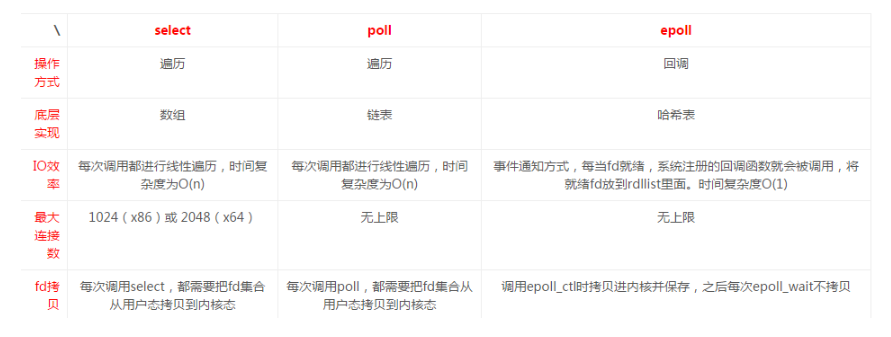 \ select poll epoll
操作方式 遍历 遍历 回调
底层实现 数组 链表 哈希表
IO效率 每次调用都进行线性遍历，时间复杂度为O(n) 每次调用都进行线性遍历，时间复杂度为O(n) 事件通知方式，每当fd就绪，系统注册的回调函数就会被调用，将就绪fd放到rdllist里面。时间复杂度O(1)
最大连接数 1024（x86）或 2048（x64） 无上限 无上限
fd拷贝 每次调用select，都需要把fd集合从用户态拷贝到内核态 每次调用poll，都需要把fd集合从用户态拷贝到内核态 调用epoll_ctl时拷贝进内核并保存，之后每次epoll_wait不拷贝